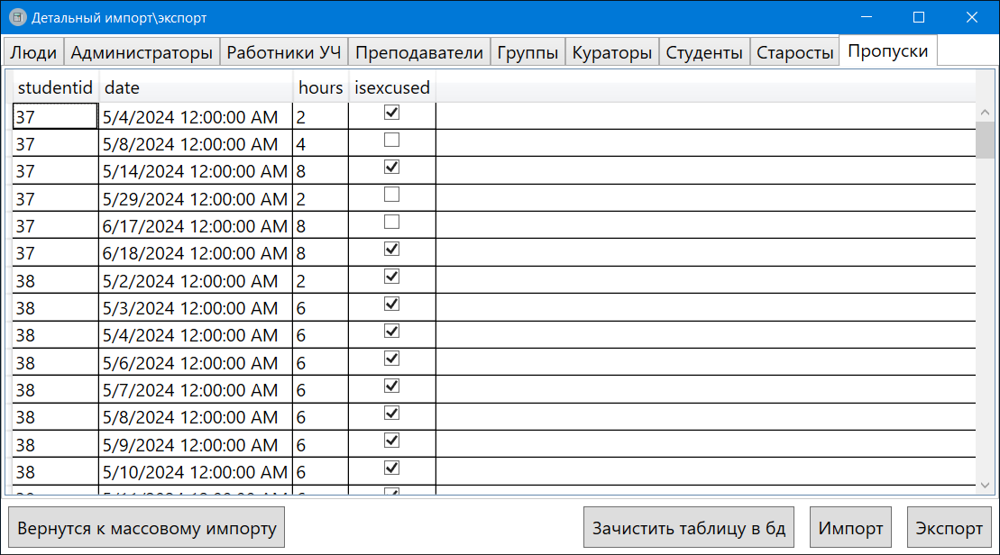 Детальный импорт\экспорт
Люди Администраторы Работники УЧ Преподаватели Группы Кураторы Студенты Старосты Пропуски
studentid date hours isexcused
37 5/4/2024 12:00:00 AM 2
37 5/8/2024 12:00:00 AM 4
37 5/14/2024 12:00:00 AM 8
37 5/29/2024 12:00:00 AM 2
37 6/17/2024 12:00:00 AM 8
37 6/18/2024 12:00:00 AM 8
38 5/2/2024 12:00:00 AM 2
38 5/3/2024 12:00:00 AM 6
38 5/4/2024 12:00:00 AM 6
38 5/6/2024 12:00:00 AM 6
38 5/7/2024 12:00:00 AM 6
38 5/8/2024 12:00:00 AM 6
38 5/9/2024 12:00:00 AM 6
38 5/10/2024 12:00:00 AM 6
Вернутся к массовому импорту Зачистить таблицу в бд Импорт Экспорт